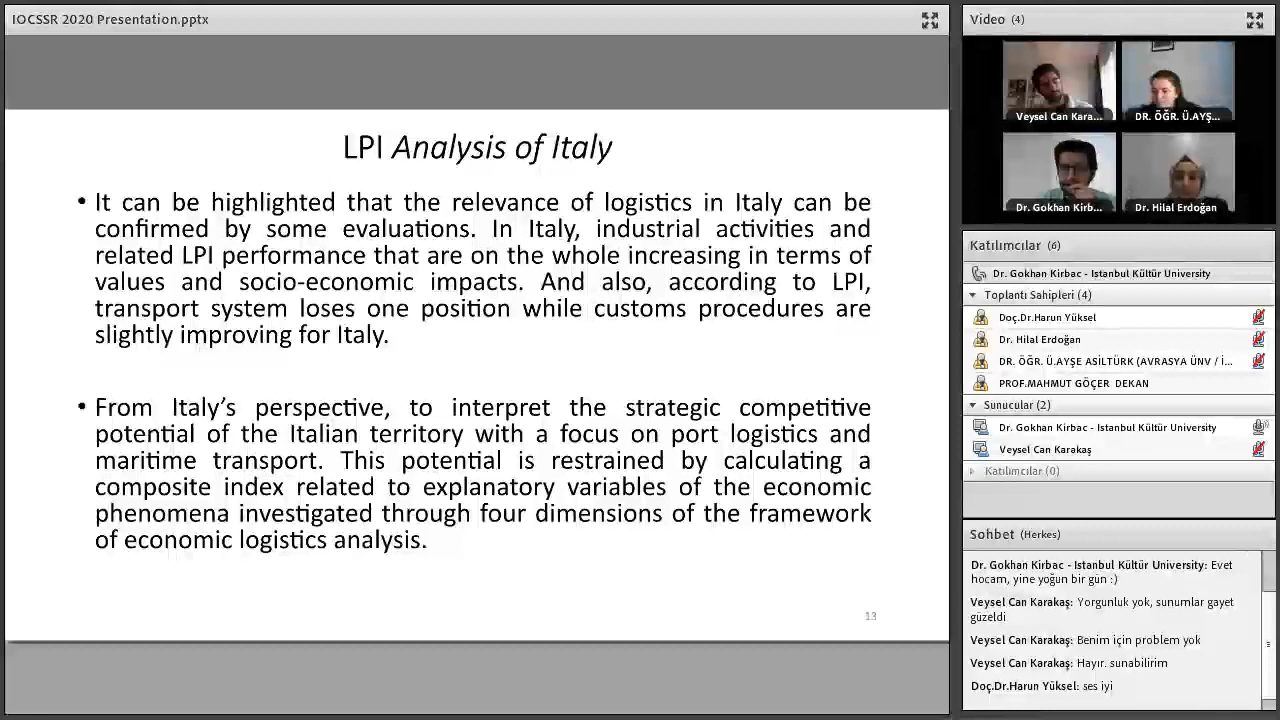 IOCSSR 2020 Presentation.pptx
LPI Analysis of Italy
• It can be highlighted that the relevance of logistics in Italy can be
confirmed by some evaluations. In Italy, industrial activities and
related LPI performance that are on the whole increasing in terms of
values and socio-economic impacts. And also, according to LPI,
transport system loses one position while customs procedures are
slightly improving for Italy.
• From Italy’s perspective, to interpret the strategic competitive
potential of the Italian territory with a focus on port logistics and
maritime transport. This potential is restrained by calculating a
composite index related to explanatory variables of the economic
phenomena investigated through four dimensions of the framework
of economic logistics analysis.
13
Video (4)
Veysel Can Kara...
DR. ÖĞR. Ü.AYŞ...
Dr. Gokhan Kirb...
Dr. Hilal Erdoğan
Katılımcılar (6)
Dr. Gokhan Kirbac - Istanbul Kültür University
Toplantı Sahipleri (4)
Doç.Dr.Harun Yüksel
Dr. Hilal Erdoğan
DR. ÖĞR. Ü.AYŞE ASİLTÜRK (AVRASYA ÜNV / İ...
PROF.MAHMUT GÖÇER DEKAN
Sunucular (2)
Dr. Gokhan Kirbac - Istanbul Kültür University
Veysel Can Karakaş
Katılımcılar (0)
Sohbet (Herkes)
Dr. Gokhan Kirbac - Istanbul Kültür University: Evet
hocam, yine yoğun bir gün :)
Veysel Can Karakaş: Yorgunluk yok, sunumlar gayet
güzeldi
Veysel Can Karakaş: Benim için problem yok
Veysel Can Karakaş: Hayır. sunabilirim
Doç.Dr.Harun Yüksel: ses iyi